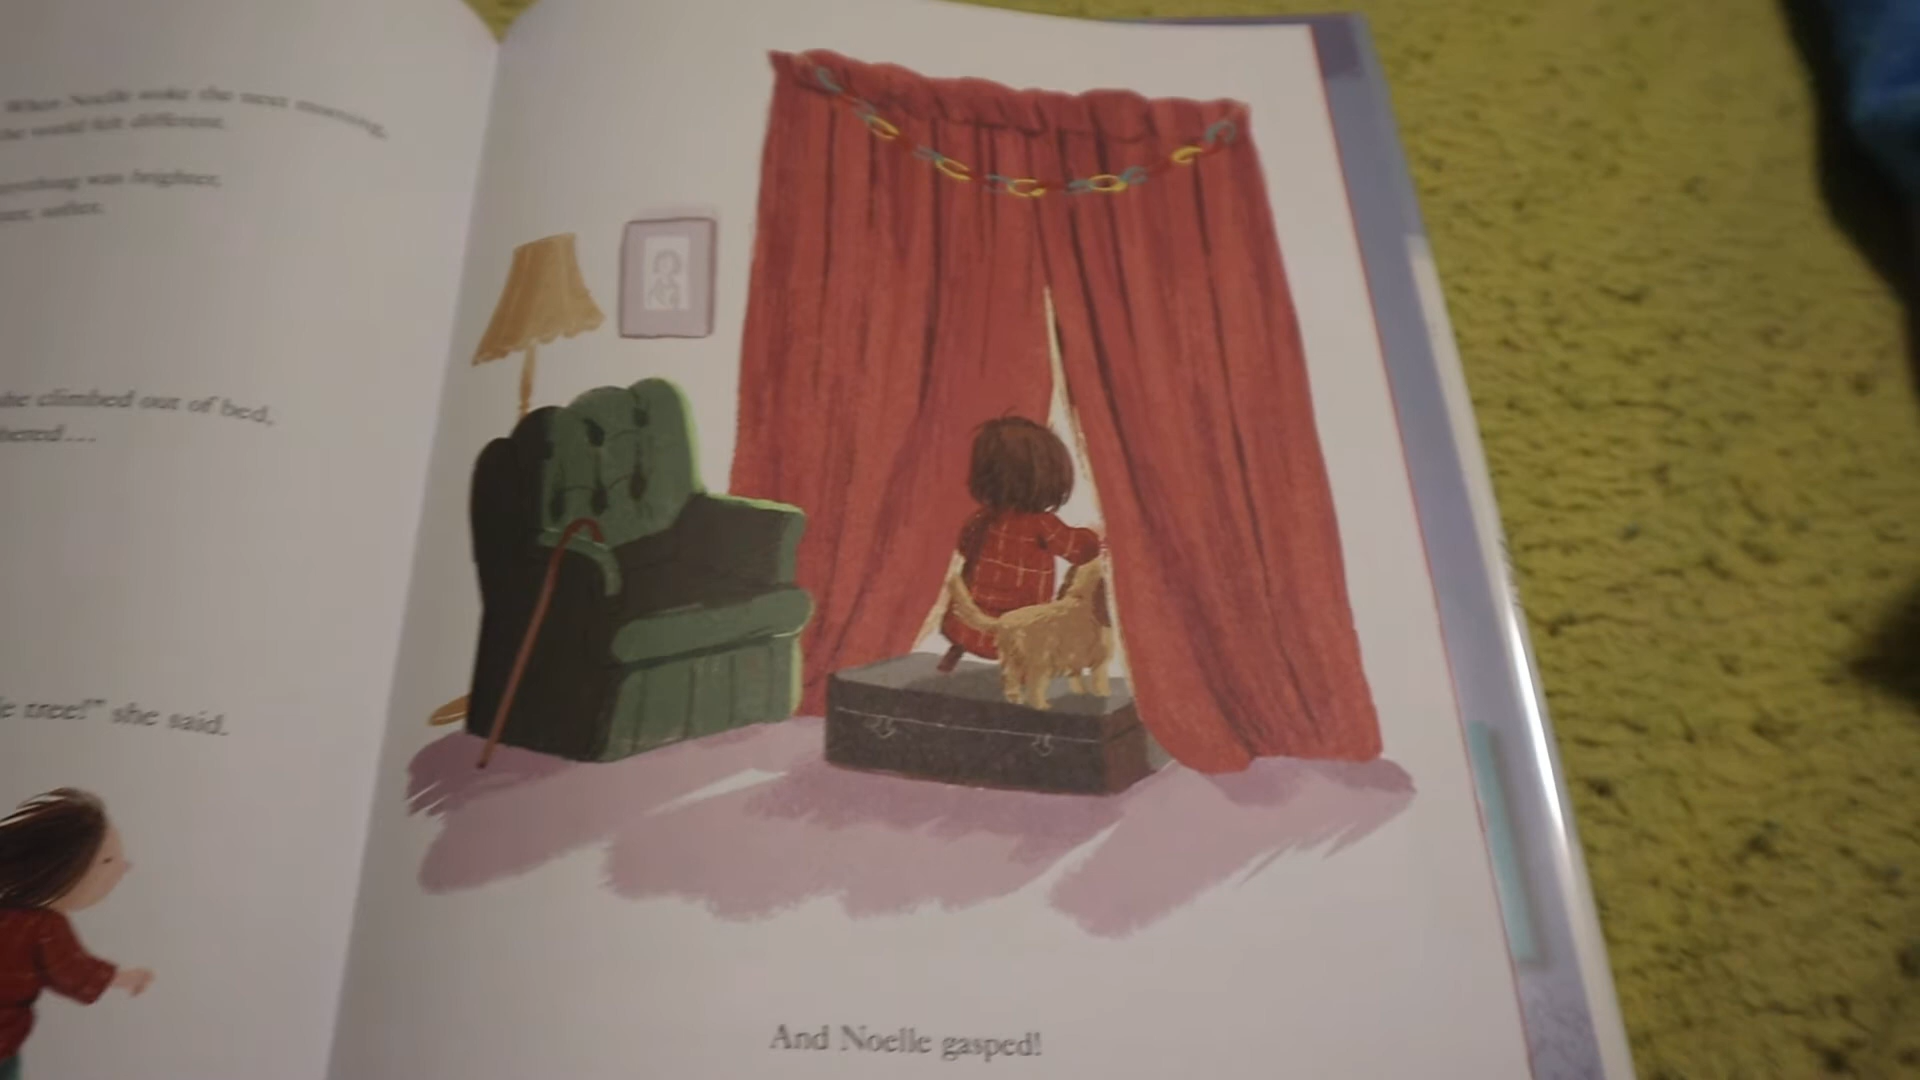 When Noelle woke the next morning,
the world felt different.
everything was brighter,
softer.
she climbed out of bed,
tree!" she said.
And Noelle gasped!